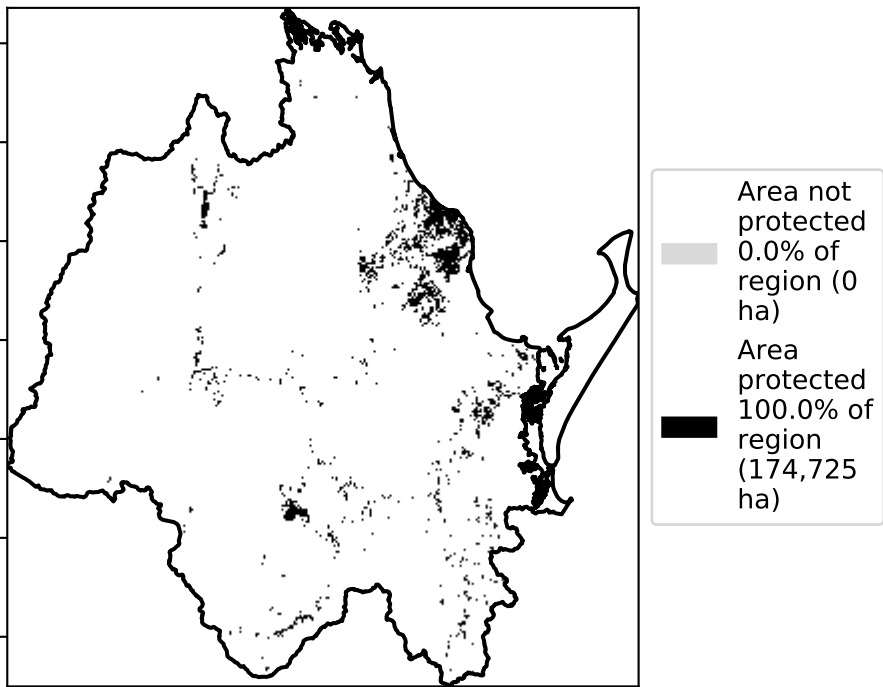 Area not
protected
0.0% of
region (0
ha)
Area
protected
100.0% of
region
(174,725
ha)